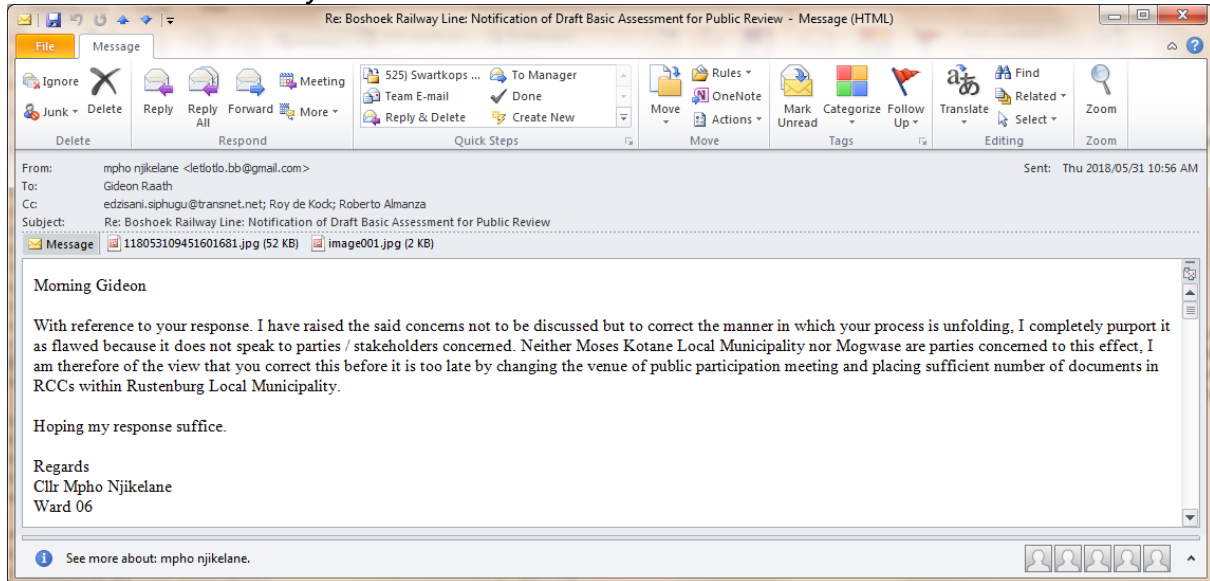 Re: Boshoek Railway Line: Notification of Draft Basic Assessment for Public Review - Message (HTML)
File Message
Ignore
Junk
Delete
Delete
Reply
Reply All
Forward
Meeting
More
Respond
525) Swartkops ...
To Manager
Team E-mail
Done
Reply & Delete
Create New
Quick Steps
Move
Rules
OneNote
Actions
Move
Mark Unread
Categorize
Follow Up
Tags
Translate
Find
Related
Select
Editing
Zoom
Zoom
From: mpho njikelane <letlotlo.bb@gmail.com>
Sent: Thu 2018/05/31 10:56 AM
To: Gideon Raath
Cc: edzisani.siphugu@transnet.net; Roy de Kock; Roberto Almanza
Subject: Re: Boshoek Railway Line: Notification of Draft Basic Assessment for Public Review
Message 118053109451601681.jpg (52 KB) image001.jpg (2 KB)
Morning Gideon
With reference to your response. I have raised the said concerns not to be discussed but to correct the manner in which your process is unfolding, I completely purport it
as flawed because it does not speak to parties / stakeholders concerned. Neither Moses Kotane Local Municipality nor Mogwase are parties concerned to this effect, I
am therefore of the view that you correct this before it is too late by changing the venue of public participation meeting and placing sufficient number of documents in
RCCs within Rustenburg Local Municipality.
Hoping my response suffice.
Regards
Cllr Mpho Njikelane
Ward 06
See more about: mpho njikelane.